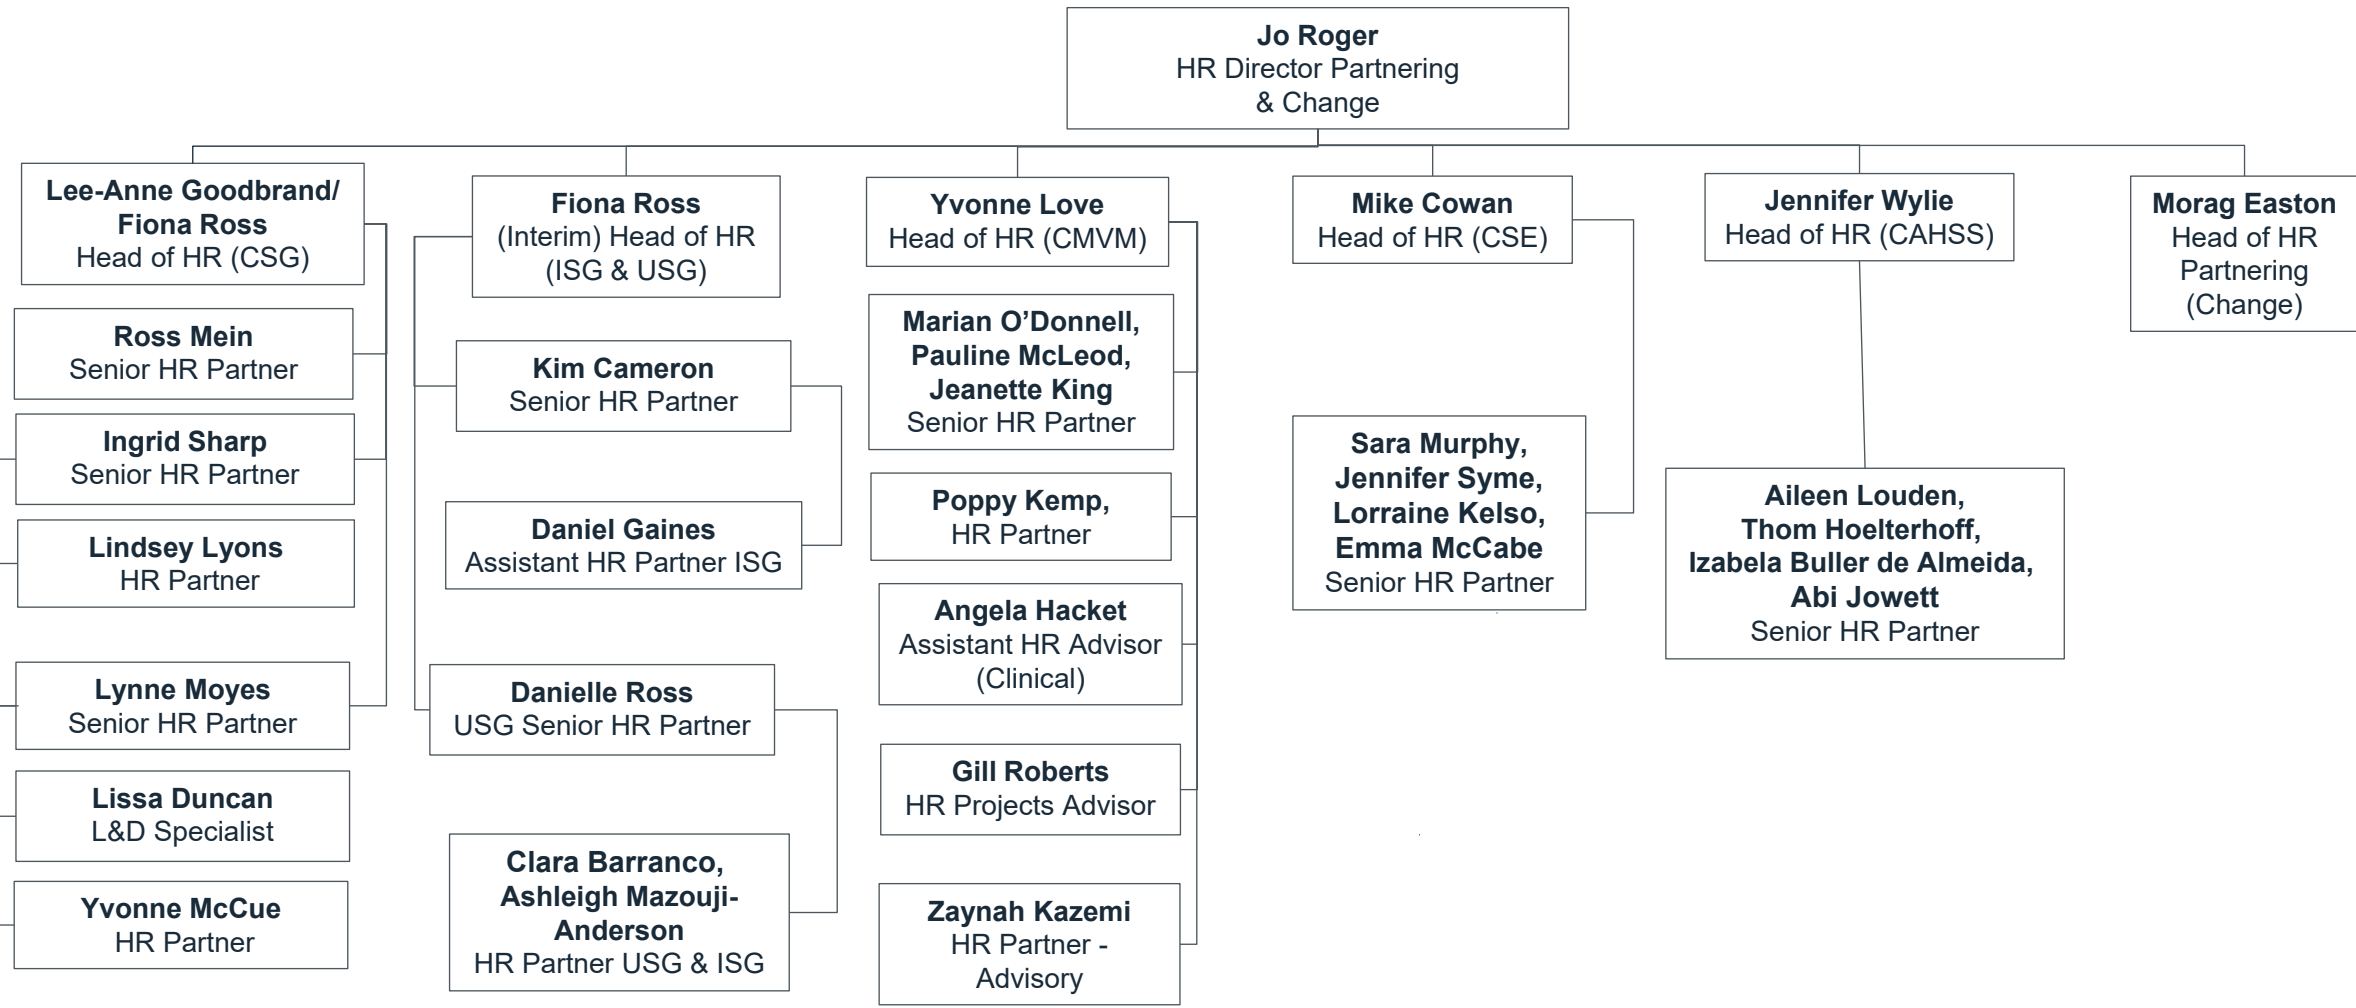 Jo Roger
HR Director Partnering
& Change
Lee-Anne Goodbrand/
Fiona Ross
Head of HR (CSG)
Ross Mein
Senior HR Partner
Ingrid Sharp
Senior HR Partner
Lindsey Lyons
HR Partner
Lynne Moyes
Senior HR Partner
Lissa Duncan
L&D Specialist
Yvonne McCue
HR Partner
Fiona Ross
(Interim) Head of HR
(ISG & USG)
Kim Cameron
Senior HR Partner
Daniel Gaines
Assistant HR Partner ISG
Danielle Ross
USG Senior HR Partner
Clara Barranco,
Ashleigh Mazouji-
Anderson
HR Partner USG & ISG
Yvonne Love
Head of HR (CMVM)
Marian O’Donnell,
Pauline McLeod,
Jeanette King
Senior HR Partner
Poppy Kemp,
HR Partner
Angela Hacket
Assistant HR Advisor
(Clinical)
Gill Roberts
HR Projects Advisor
Zaynah Kazemi
HR Partner -
Advisory
Mike Cowan
Head of HR (CSE)
Sara Murphy,
Jennifer Syme,
Lorraine Kelso,
Emma McCabe
Senior HR Partner
Jennifer Wylie
Head of HR (CAHSS)
Aileen Louden,
Thom Hoelterhoff,
Izabela Buller de Almeida,
Abi Jowett
Senior HR Partner
Morag Easton
Head of HR
Partnering
(Change)